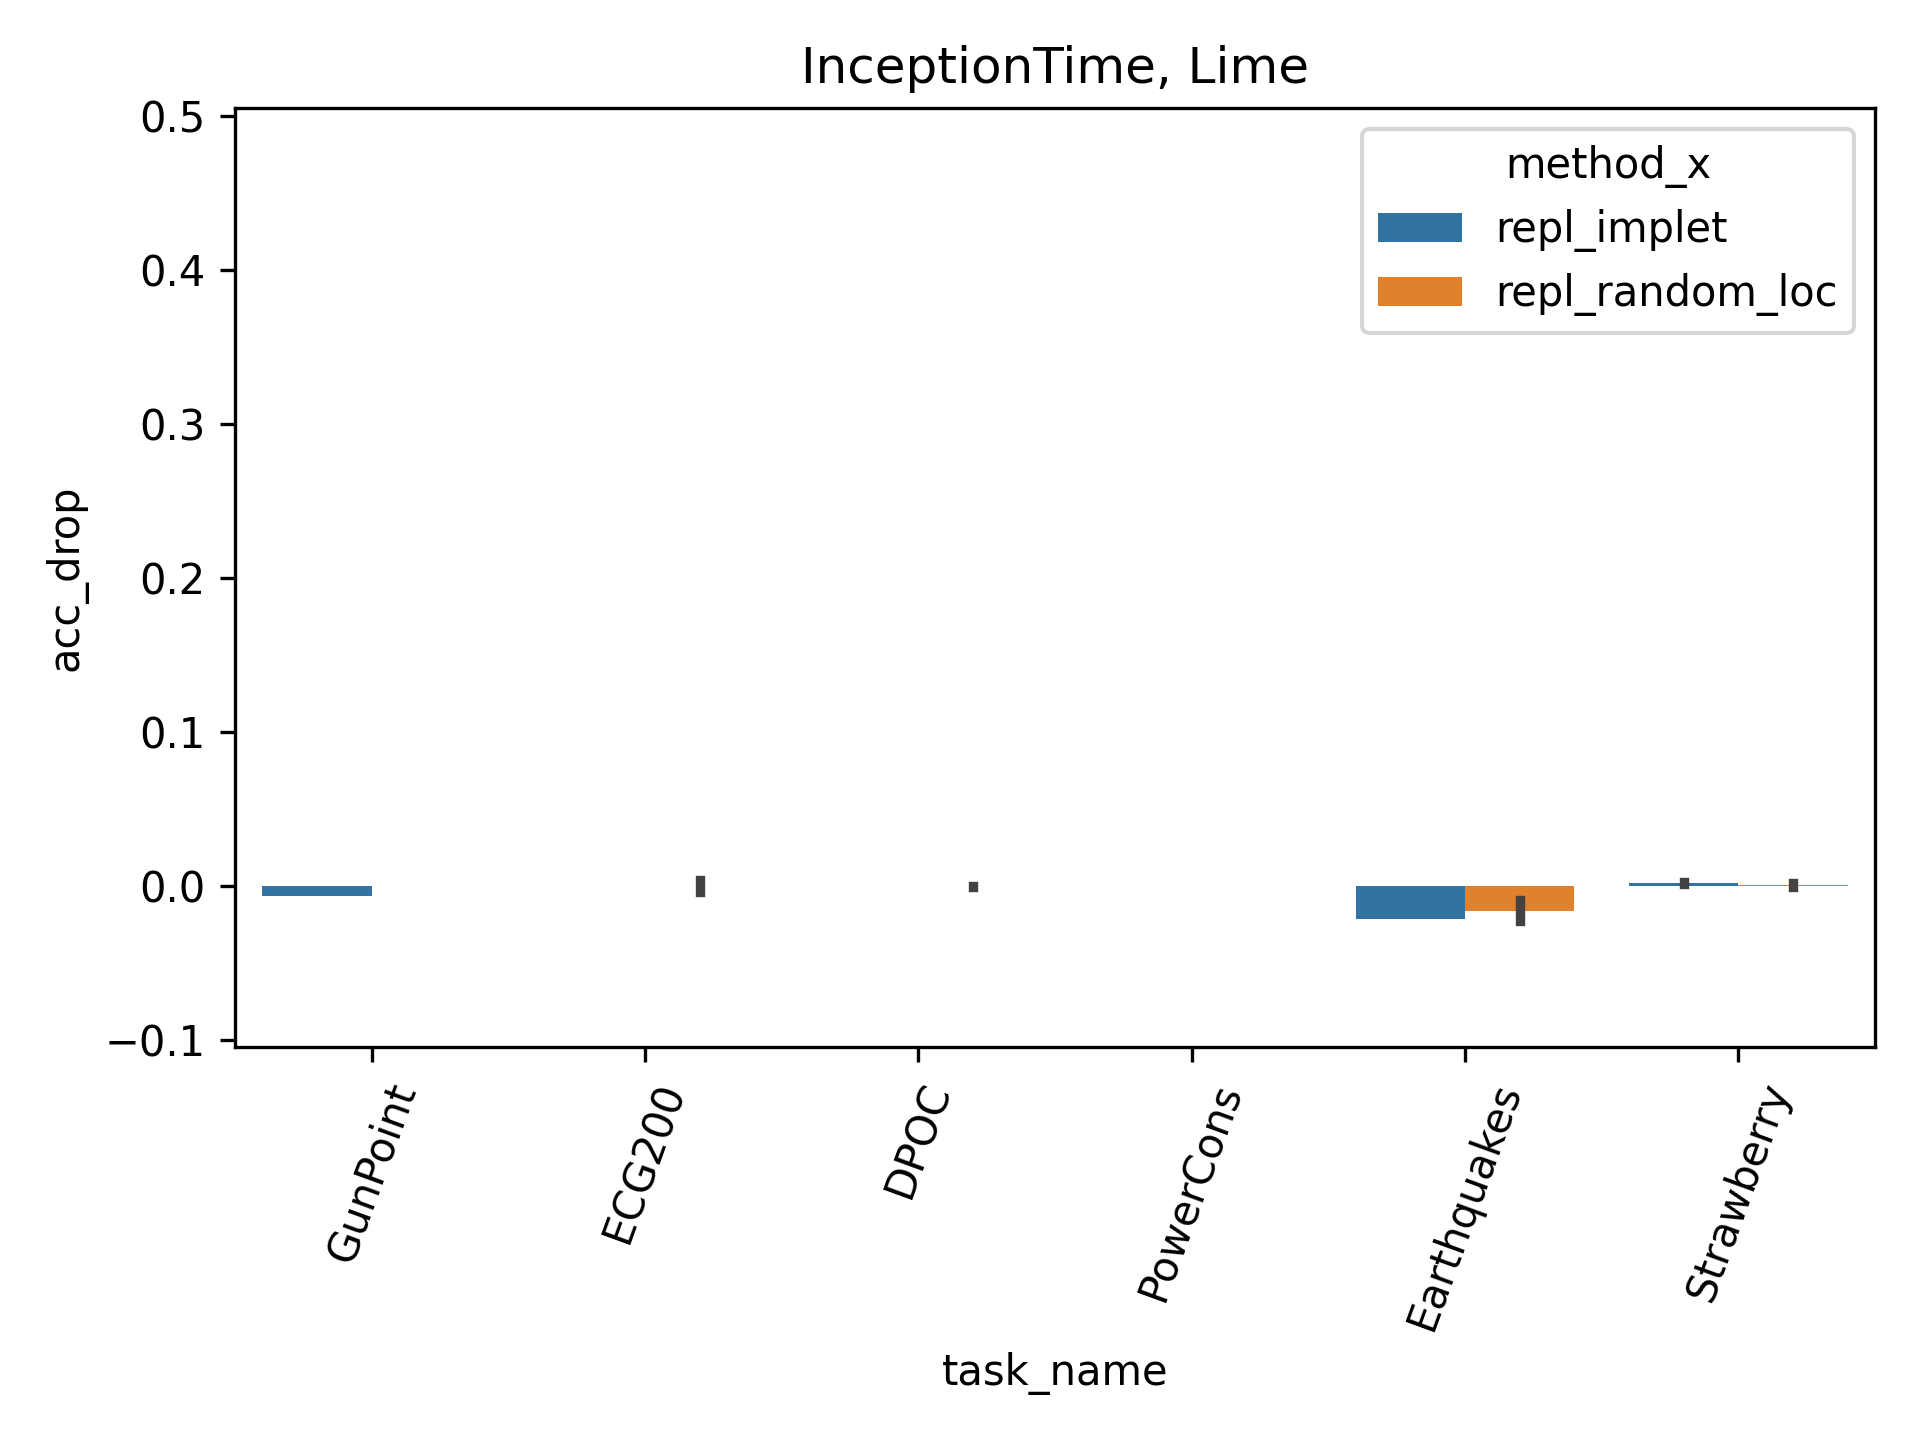 InceptionTime, Lime
0.5
0.4
0.3
0.2
0.1
0.0
−0.1
acc_drop
method_x
repl_implet
repl_random_loc
GunPoint
ECG200
DPOC
PowerCons
Earthquakes
Strawberry
task_name